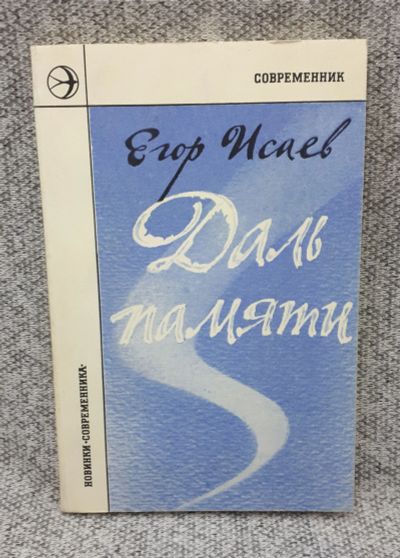 СОВРЕМЕННИК
Егор Исаев
Даль
памяти
НОВИНКИ «СОВРЕМЕННИКА»